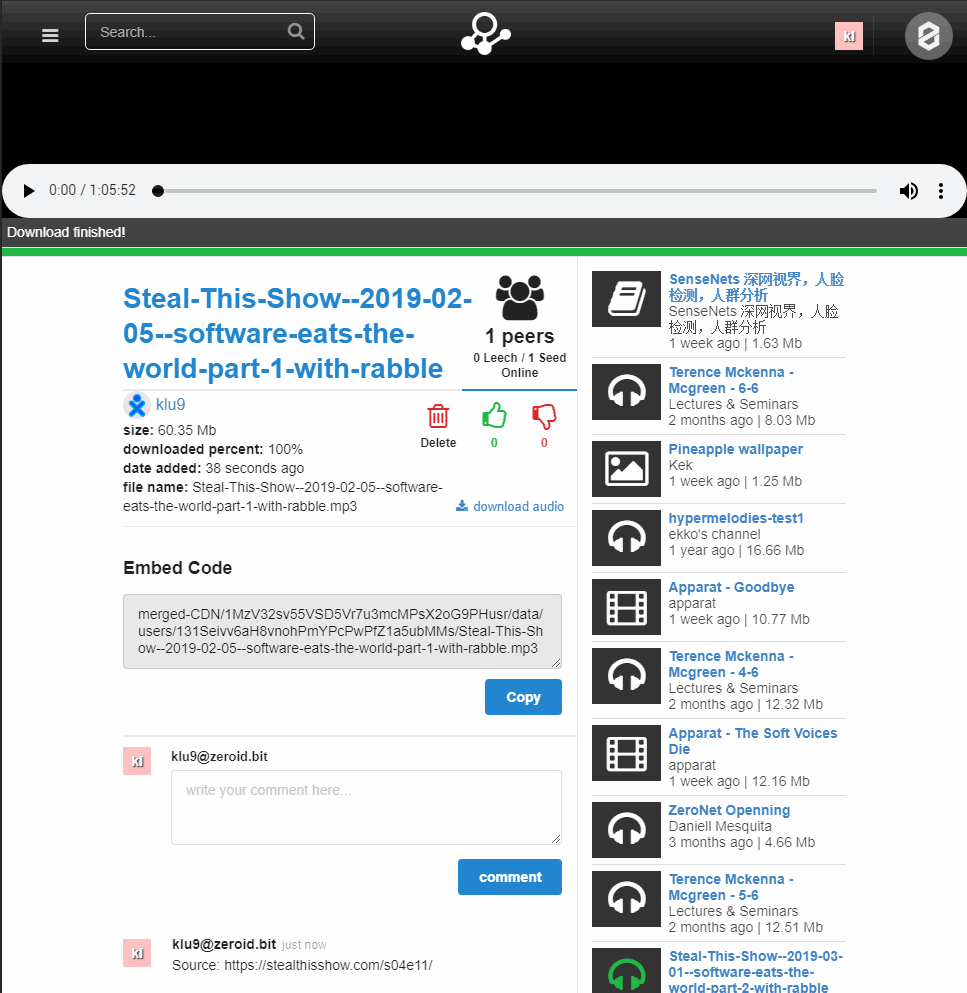 Search...
kl
0:00 / 1:05:52
Download finished!
Steal-This-Show--2019-02-
05--software-eats-the-
world-part-1-with-rabble
1 peers
0 Leech / 1 Seed
Online
klu9
size: 60.35 Mb
downloaded percent: 100%
date added: 38 seconds ago
file name: Steal-This-Show--2019-02-05--software-
eats-the-world-part-1-with-rabble.mp3
Delete
0
0
download audio
Embed Code
merged-CDN/1MzV32sv55VSD5Vr7u3mcMPsX2oG9PHusr/data/
users/131Seivv6aH8vnohPmYPcPwPfZ1a5ubMMs/Steal-This-Sh
ow--2019-02-05--software-eats-the-world-part-1-with-rabble.mp3
Copy
kl
klu9@zeroid.bit
write your comment here...
comment
kl
klu9@zeroid.bit just now
Source: https://stealthisshow.com/s04e11/
SenseNets 深网视界，人脸
检测，人群分析
SenseNets 深网视界，人脸
检测，人群分析
1 week ago | 1.63 Mb
Terence Mckenna -
Mcgreen - 6-6
Lectures & Seminars
2 months ago | 8.03 Mb
Pineapple wallpaper
Kek
1 week ago | 1.25 Mb
hypermelodies-test1
ekko's channel
1 year ago | 16.66 Mb
Apparat - Goodbye
apparat
1 week ago | 10.77 Mb
Terence Mckenna -
Mcgreen - 4-6
Lectures & Seminars
2 months ago | 12.32 Mb
Apparat - The Soft Voices
Die
apparat
1 week ago | 12.16 Mb
ZeroNet Openning
Daniell Mesquita
3 months ago | 4.66 Mb
Terence Mckenna -
Mcgreen - 5-6
Lectures & Seminars
2 months ago | 12.51 Mb
Steal-This-Show--2019-03-
01--software-eats-the-
world-part-2-with-rabble